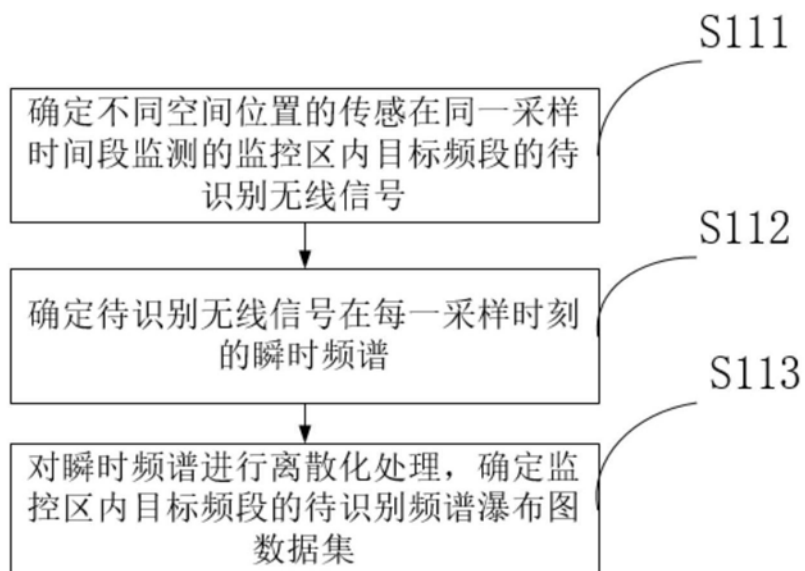 S111
确定不同空间位置的传感在同一采样
时间段监测的监控区内目标频段的待
识别无线信号
S112
确定待识别无线信号在每一采样时刻
的瞬时频谱
S113
对瞬时频谱进行离散化处理，确定监
控区内目标频段的待识别频谱瀑布图
数据集